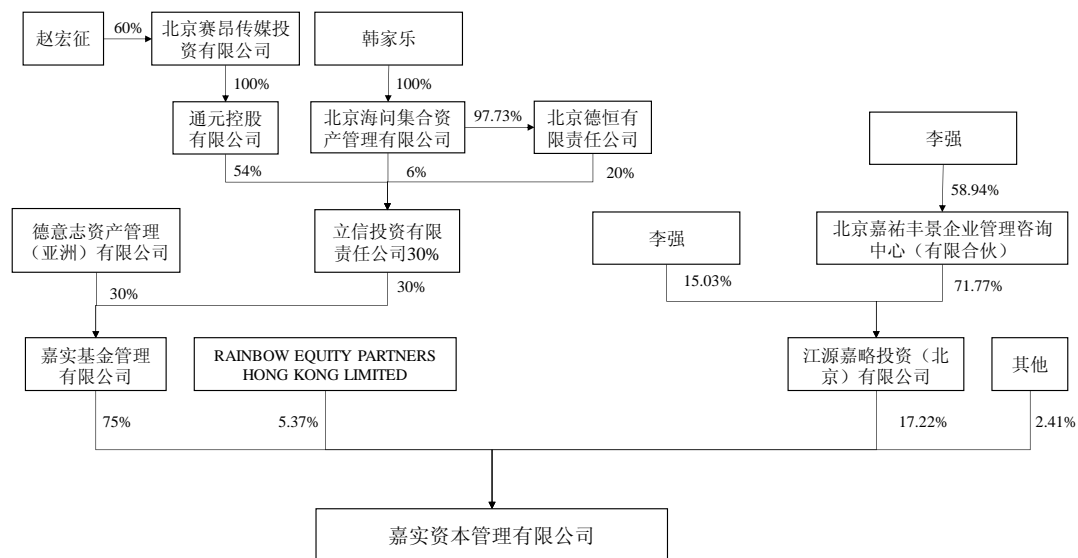 赵宏征
60%
北京赛昂传媒投
资有限公司
韩家乐
100%
100%
通元控股
有限公司
北京海问集合资
产管理有限公司
97.73%
北京德恒有
限责任公司
李强
54%
6%
20%
58.94%
德意志资产管理
（亚洲）有限公司
立信投资有限
责任公司30%
李强
北京嘉祐丰景企业管理咨询
中心（有限合伙）
30%
30%
15.03%
71.77%
嘉实基金管理
有限公司
RAINBOW EQUITY PARTNERS
HONG KONG LIMITED
江源嘉略投资（北
京）有限公司
其他
75%
5.37%
17.22%
2.41%
嘉实资本管理有限公司